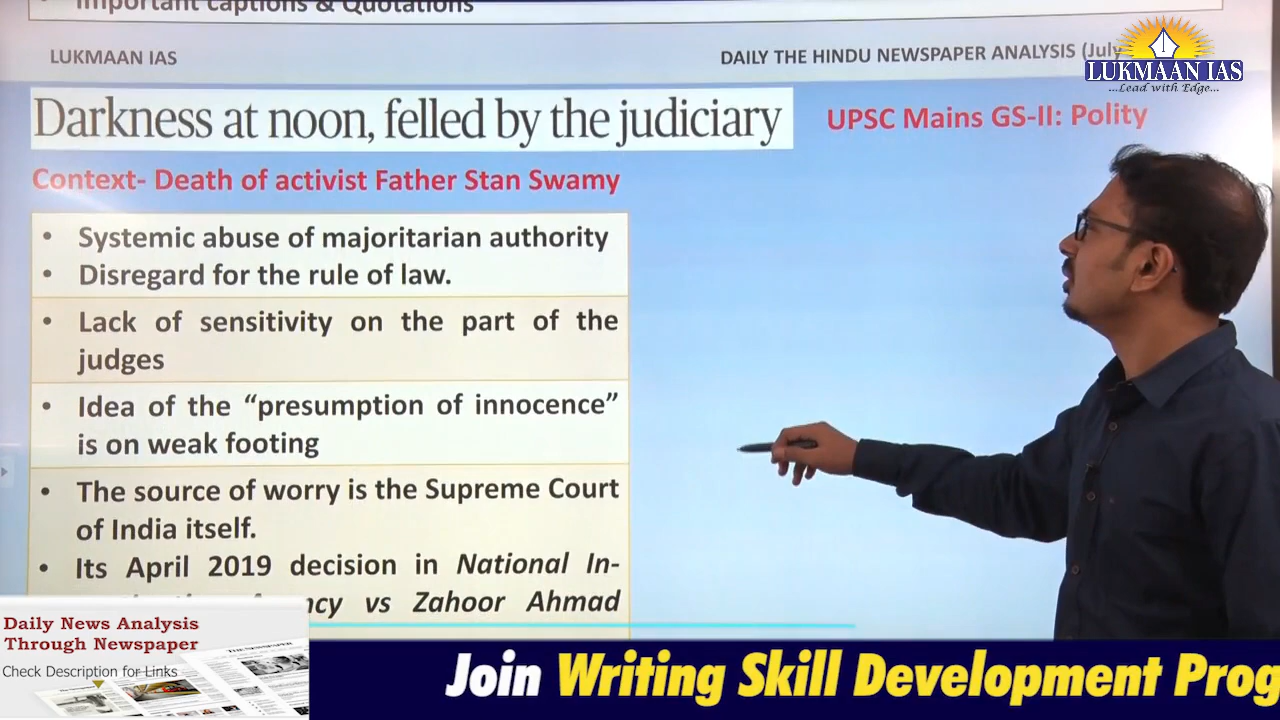 Important captions & Quotations
LUKMAAN IAS
DAILY THE HINDU NEWSPAPER ANALYSIS (July
LUKMAAN IAS
...Lead with Edge...
Darkness at noon, felled by the judiciary
UPSC Mains GS-II: Polity
Context- Death of activist Father Stan Swamy
• Systemic abuse of majoritarian authority
• Disregard for the rule of law.
• Lack of sensitivity on the part of the
judges
• Idea of the “presumption of innocence”
is on weak footing
• The source of worry is the Supreme Court
of India itself.
• Its April 2019 decision in National In-
vs Zahoor Ahmad
Daily News Analysis
Through Newspaper
Check Description for Links
Join Writing Skill Development Prog